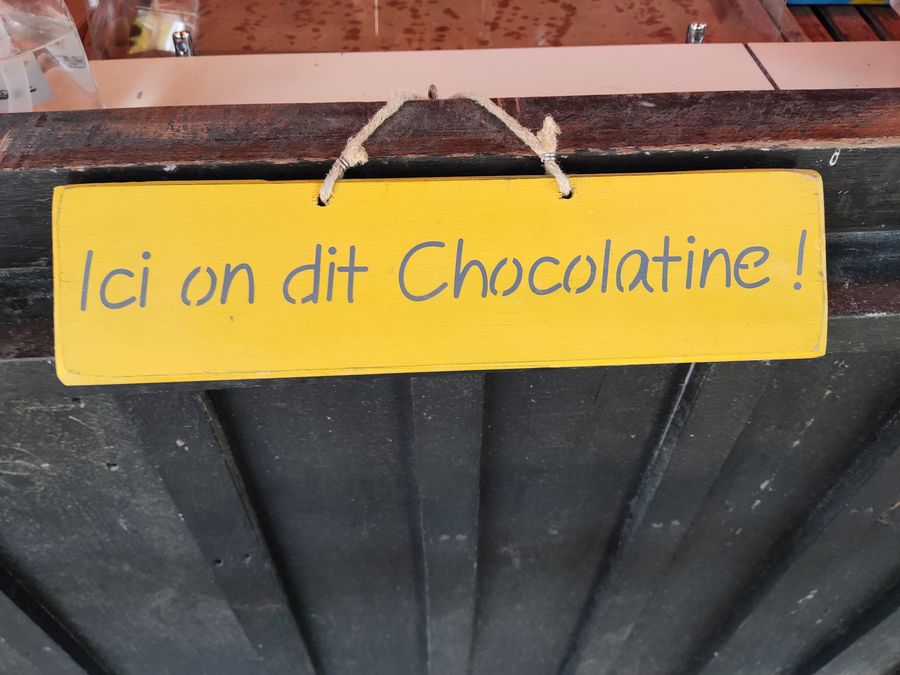 Ici on dit Chocolatine !